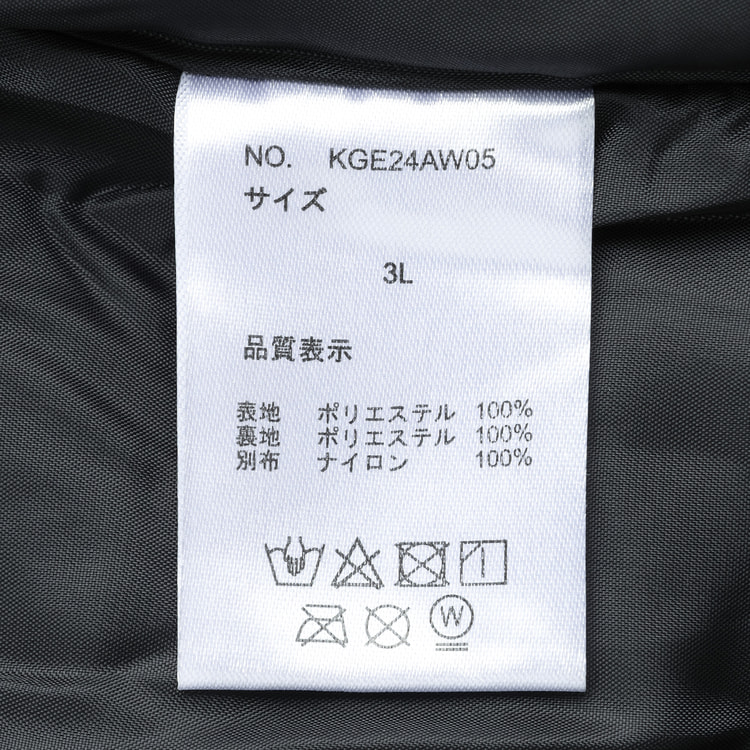 NO. KGE24AW05
サイズ
3L
品質表示
表地 ポリエステル 100%
裏地 ポリエステル 100%
別布 ナイロン 100%
W